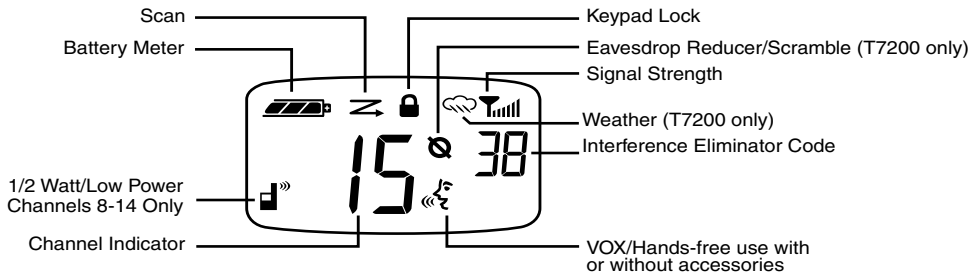 Scan
Battery Meter
Keypad Lock
Eavesdrop Reducer/Scramble (T7200 only)
Signal Strength
Weather (T7200 only)
Interference Eliminator Code
15
38
1/2 Watt/Low Power
Channels 8-14 Only
Channel Indicator
VOX/Hands-free use with
or without accessories